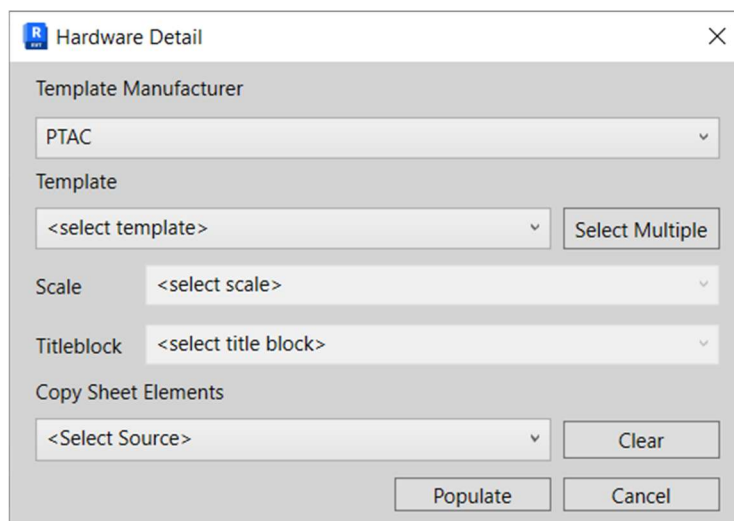 R
RVT
Hardware Detail
Template Manufacturer
PTAC
Template
<select template>
Select Multiple
Scale
<select scale>
Titleblock
<select title block>
Copy Sheet Elements
<Select Source>
Clear
Populate
Cancel